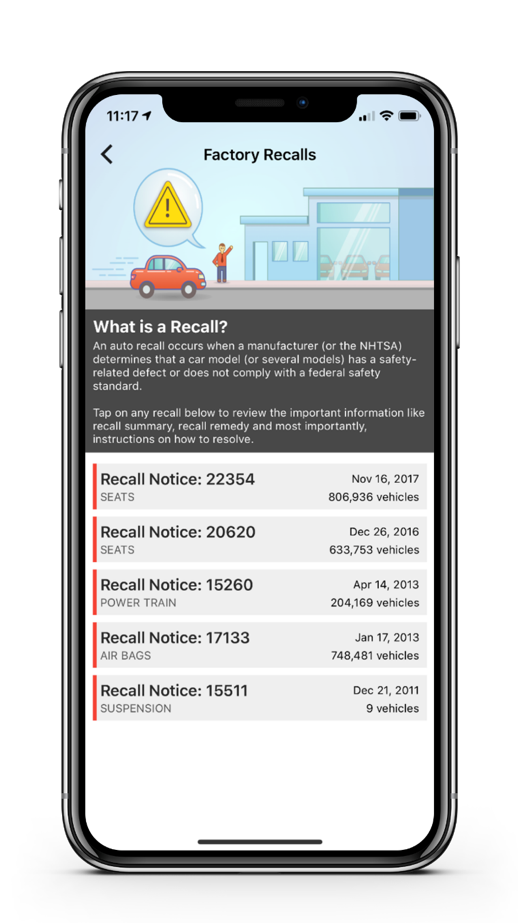 11:17
Factory Recalls
What is a Recall?
An auto recall occurs when a manufacturer (or the NHTSA)
determines that a car model (or several models) has a safety-
related defect or does not comply with a federal safety
standard.
Tap on any recall below to review the important information like
recall summary, recall remedy and most importantly,
instructions on how to resolve.
Recall Notice: 22354 Nov 16, 2017
SEATS 806,936 vehicles
Recall Notice: 20620 Dec 26, 2016
SEATS 633,753 vehicles
Recall Notice: 15260 Apr 14, 2013
POWER TRAIN 204,169 vehicles
Recall Notice: 17133 Jan 17, 2013
AIR BAGS 748,481 vehicles
Recall Notice: 15511 Dec 21, 2011
SUSPENSION 9 vehicles